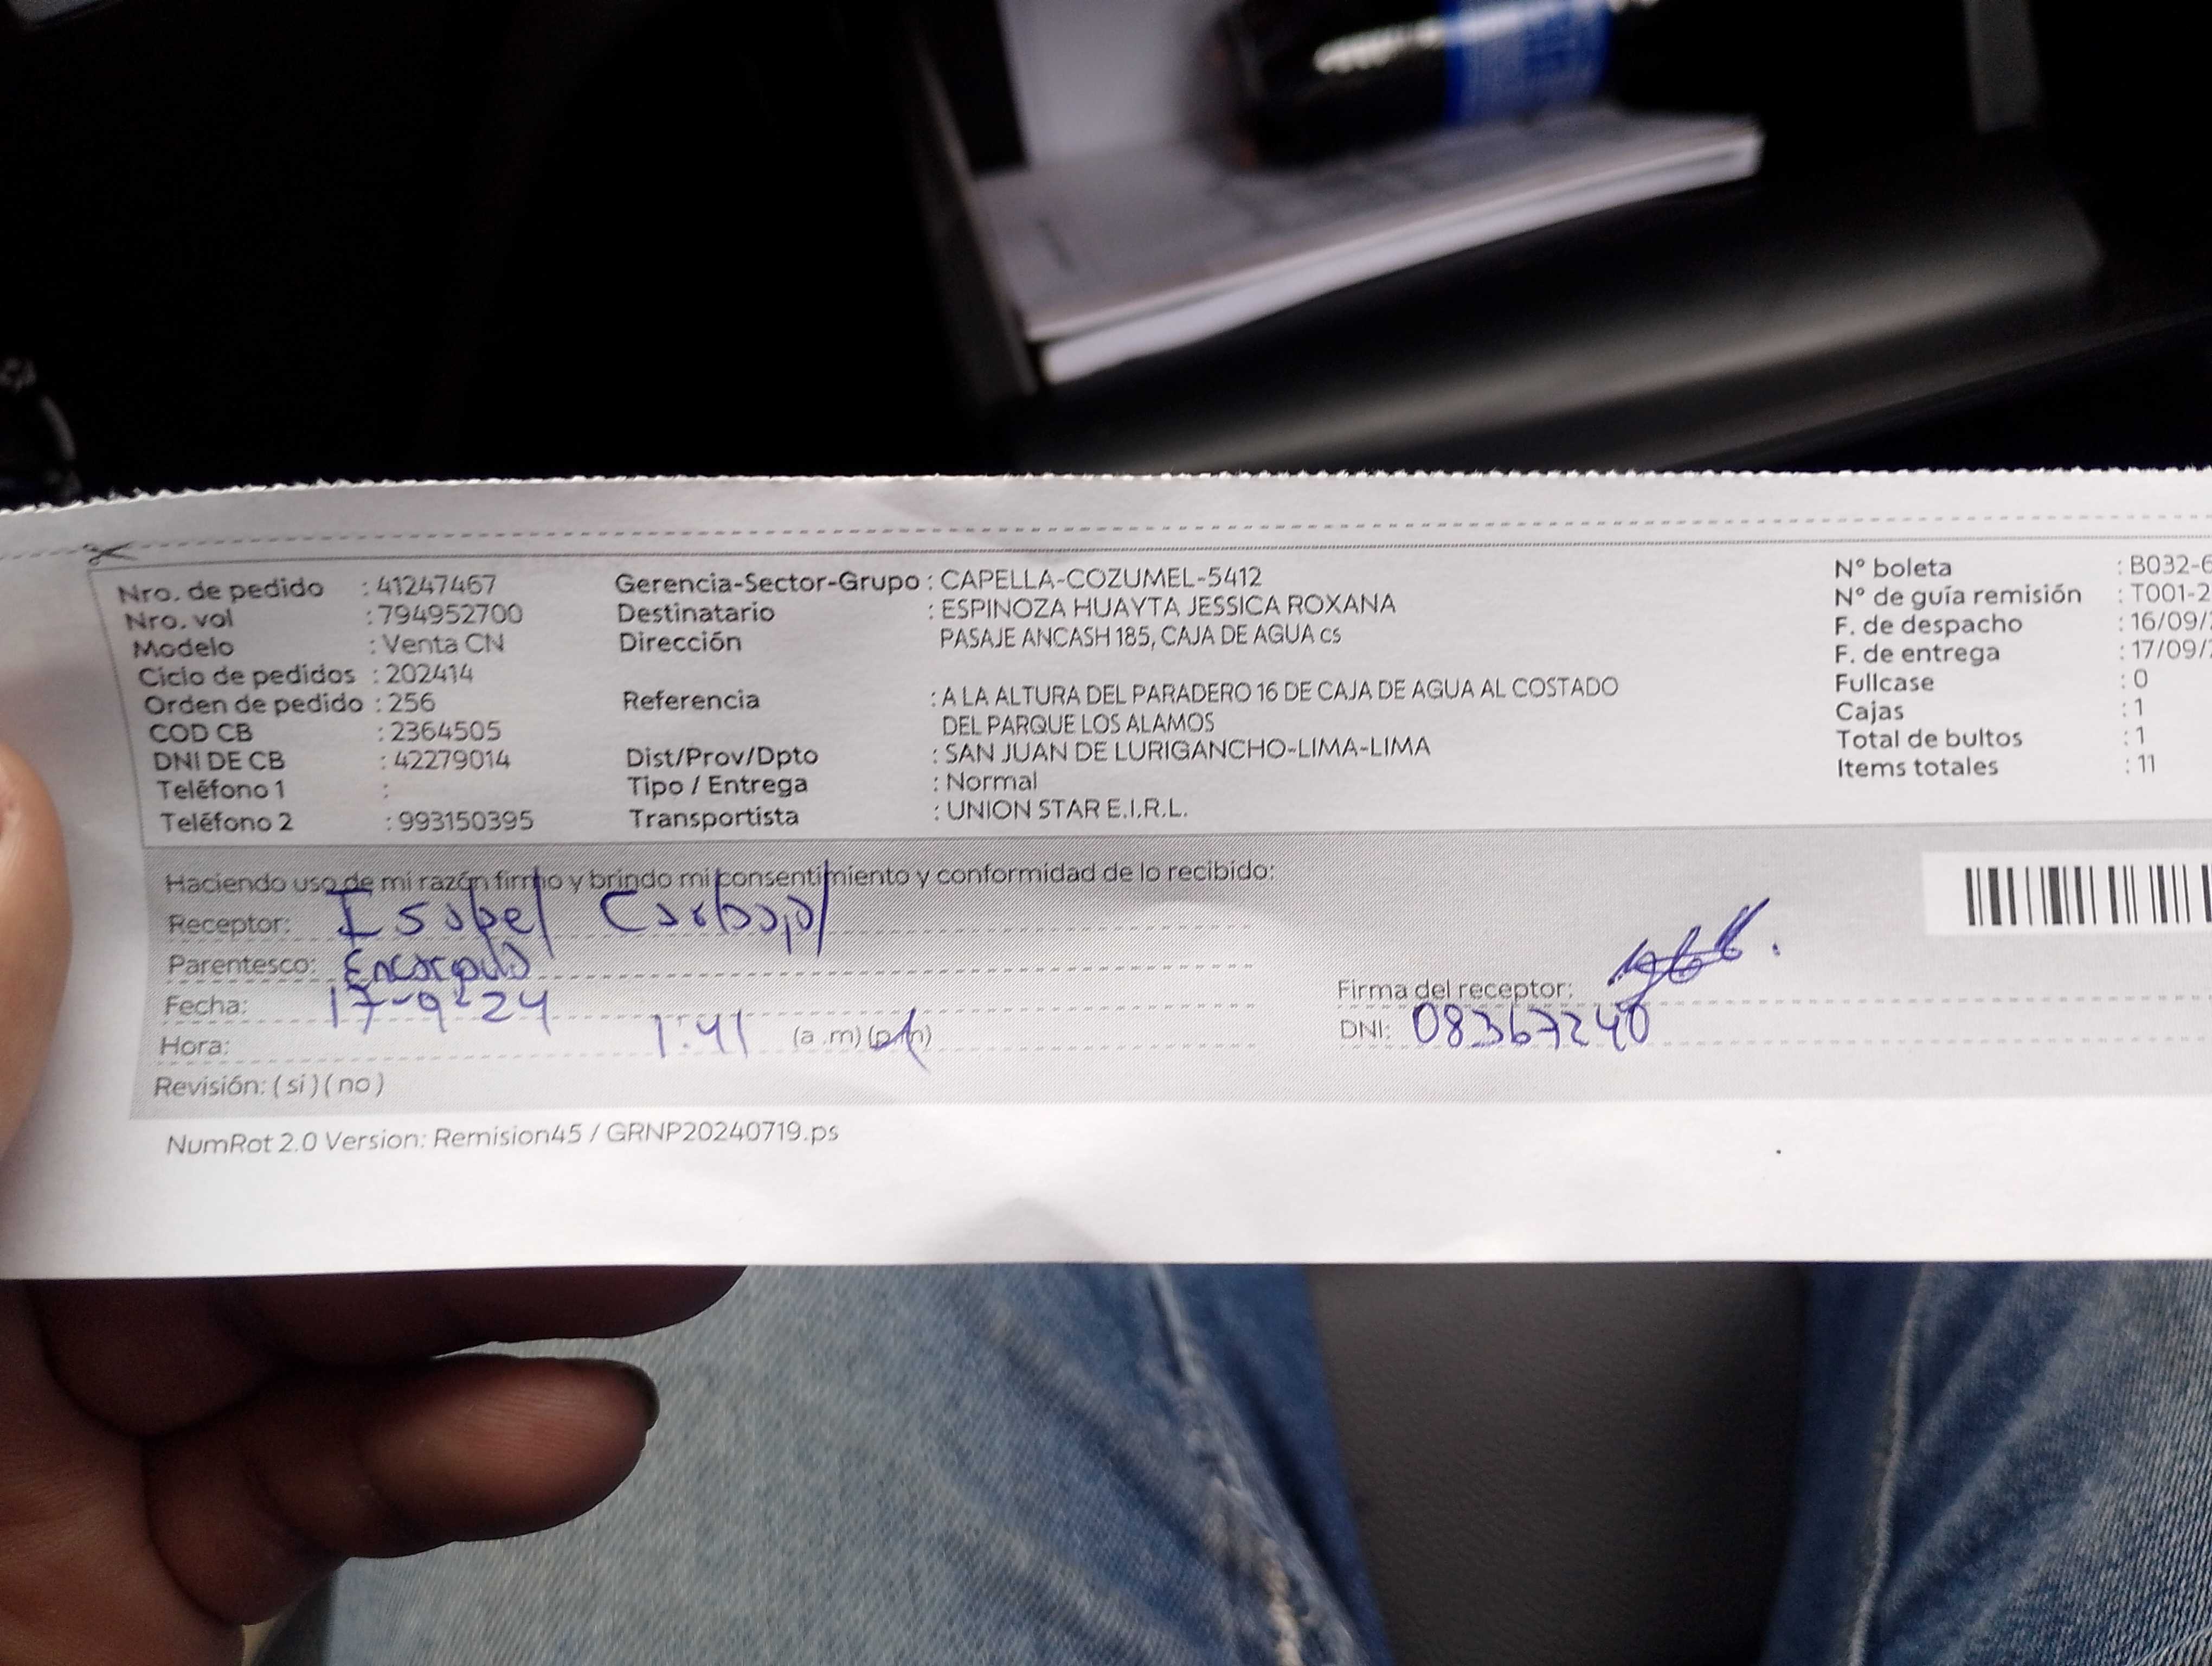 Nro. de pedido : 41247467 Gerencia-Sector-Grupo : CAPELLA-COZUMEL-5412 N° boleta : B032-6
Nro. vol : 794952700 Destinatario : ESPINOZA HUAYTA JESSICA ROXANA N° de guía remisión : T001-2
Modelo : Venta CN Dirección PASAJE ANCASH 185, CAJA DE AGUA cs F. de despacho : 16/09/
Ciclo de pedidos : 202414 F. de entrega : 17/09/
Orden de pedido : 256 Referencia : A LA ALTURA DEL PARADERO 16 DE CAJA DE AGUA AL COSTADO Fullcase : 0
COD CB : 2364505 DEL PARQUE LOS ALAMOS Cajas : 1
DNI DE CB : 42279014 Dist/Prov/Dpto : SAN JUAN DE LURIGANCHO-LIMA-LIMA Total de bultos : 1
Teléfono 1 : Tipo / Entrega : Normal Items totales : 11
Teléfono 2 : 993150395 Transportista : UNION STAR E.I.R.L.
Haciendo uso de mi razón firmo y brindo mi consentimiento y conformidad de lo recibido:
Receptor: Isabel
Parentesco:
Fecha: 17-9-24 Firma del receptor:
Hora: 1:41 (a.m) (p.m) DNI: 08367240
Revisión: ( si ) ( no )
NumRot 2.0 Version: Remision45 / GRNP20240719.ps